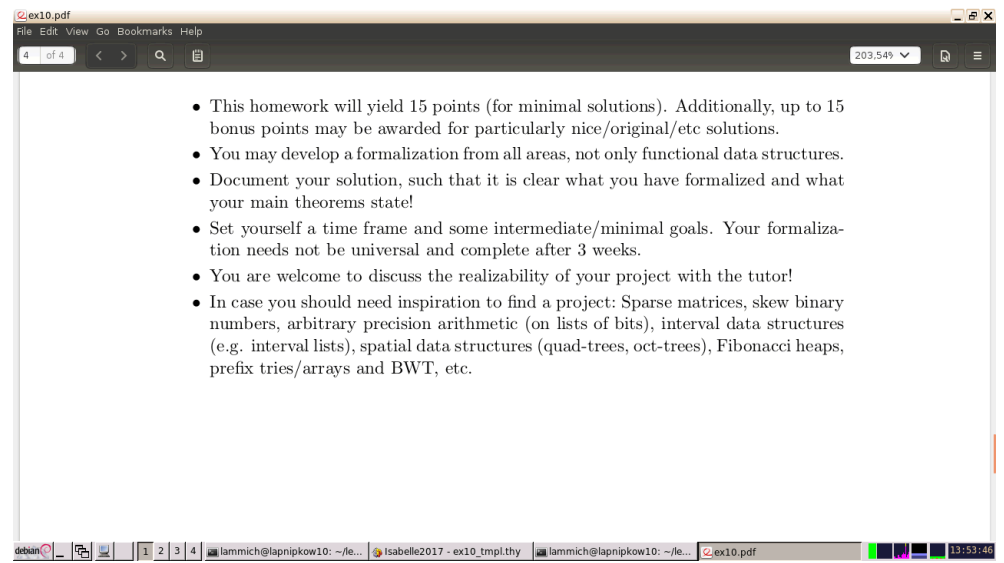 ex10.pdf
File Edit View Go Bookmarks Help
4 of 4
203,54%
• This homework will yield 15 points (for minimal solutions). Additionally, up to 15
bonus points may be awarded for particularly nice/original/etc solutions.
• You may develop a formalization from all areas, not only functional data structures.
• Document your solution, such that it is clear what you have formalized and what
your main theorems state!
• Set yourself a time frame and some intermediate/minimal goals. Your formaliza-
tion needs not be universal and complete after 3 weeks.
• You are welcome to discuss the realizability of your project with the tutor!
• In case you should need inspiration to find a project: Sparse matrices, skew binary
numbers, arbitrary precision arithmetic (on lists of bits), interval data structures
(e.g. interval lists), spatial data structures (quad-trees, oct-trees), Fibonacci heaps,
prefix tries/arrays and BWT, etc.
debian 1 2 3 4 lammich@lapnipkow10: ~/le... Isabelle2017 - ex10_tmpl.thy lammich@lapnipkow10: ~/le... ex10.pdf 13:53:46